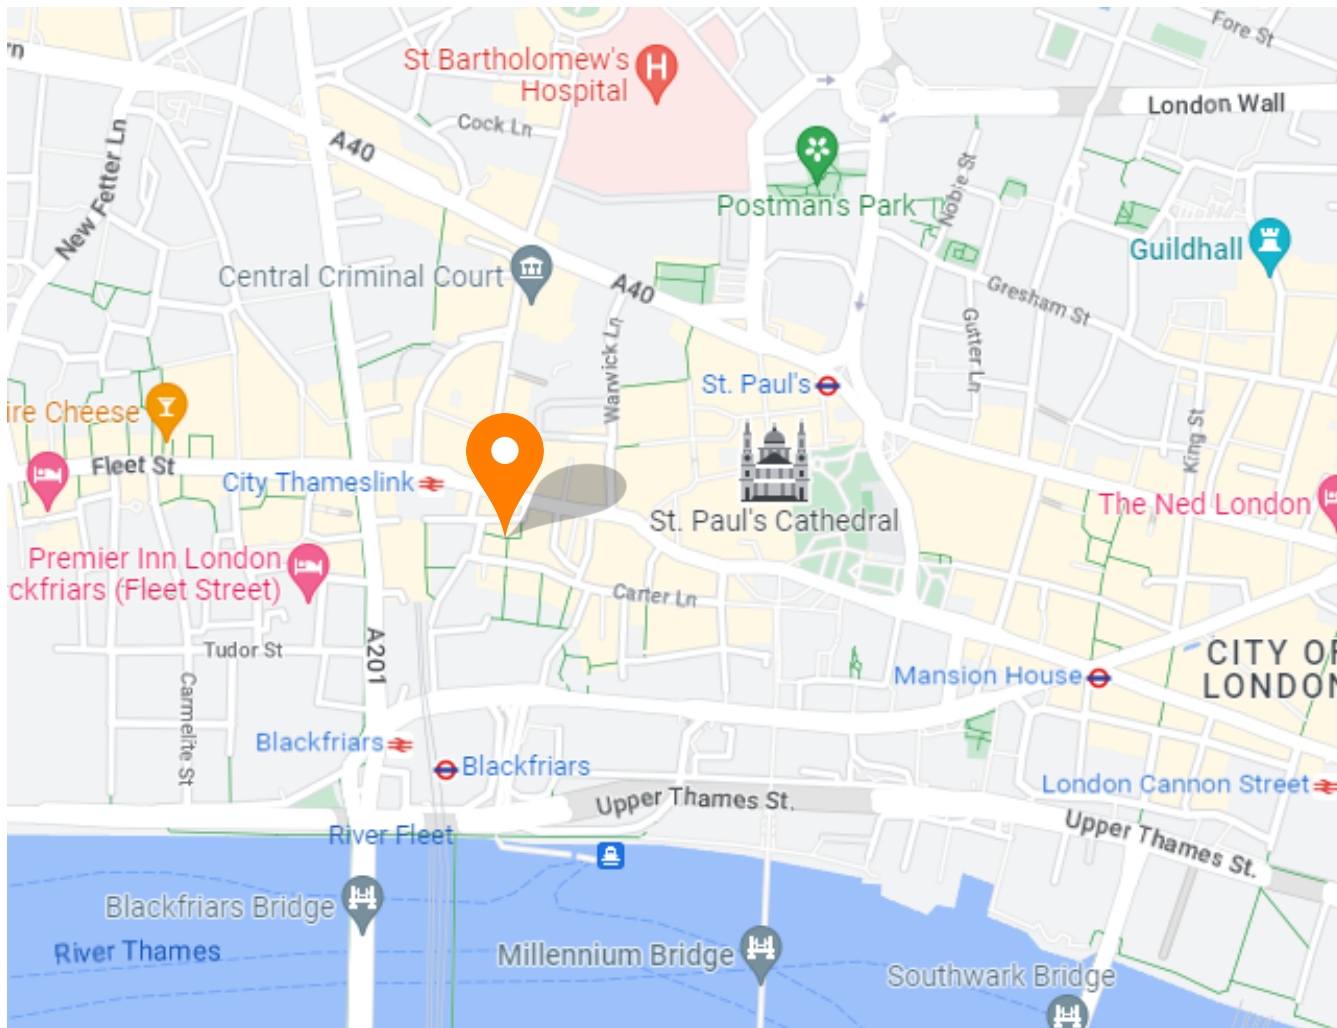 rn
Fore St
St Bartholomew's
Hospital
London Wall
Cock Ln
A40
New Fetter Ln
Noble St
Postman's Park
Guildhall
Central Criminal Court
A40
Gresham St
Warwick Ln
Gutter Ln
St. Paul's
ire Cheese
King St
Fleet St
City Thameslink
The Ned London
St. Paul's Cathedral
Premier Inn London
ckfriars (Fleet Street)
Carter Ln
Tudor St
A201
CITY OF
LONDON
Mansion House
Carmelite St
Blackfriars
Blackfriars
London Cannon Street
Upper Thames St.
Upper Thames St.
River Fleet
Blackfriars Bridge
River Thames
Millennium Bridge
Southwark Bridge